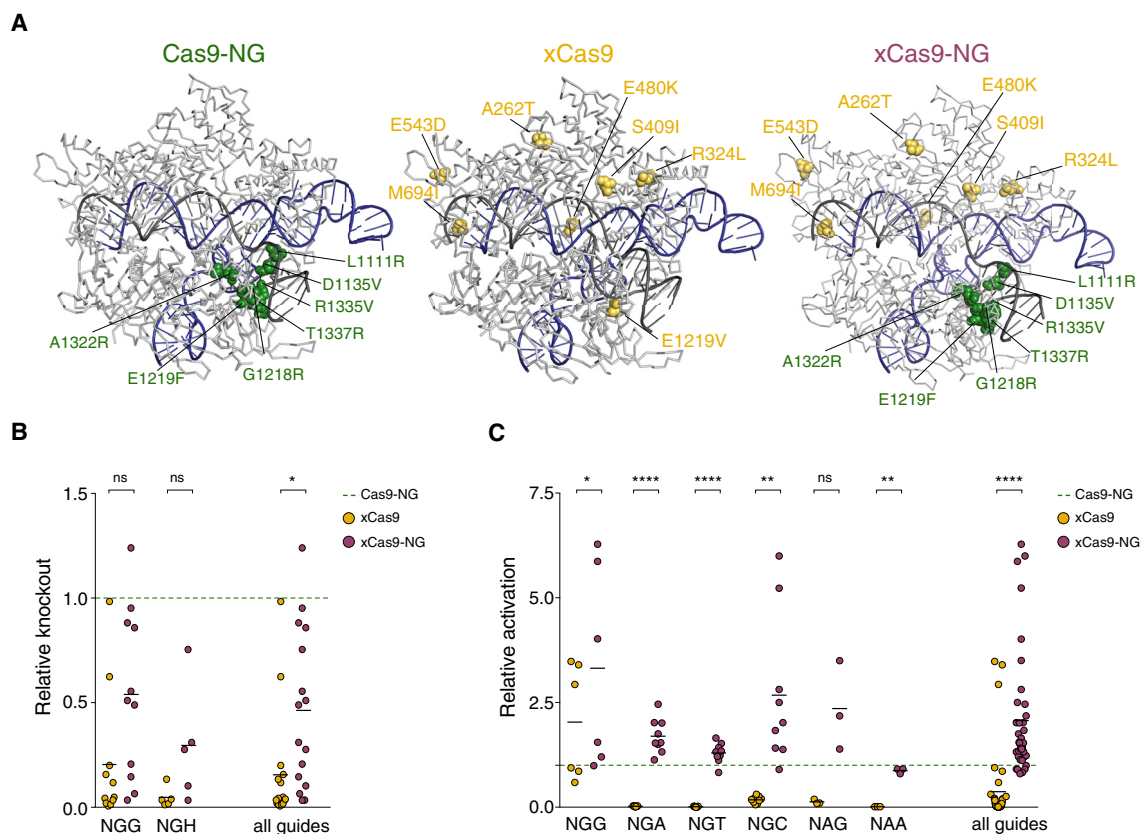 A
Cas9-NG
xCas9
xCas9-NG
E480K
A262T
S409I
E543D
R324L
M694I
E480K
A262T
S409I
E543D
R324L
M694I
L1111R
D1135V
R1335V
T1337R
A1322R
E1219F
G1218R
E1219V
L1111R
D1135V
R1335V
A1322R
T1337R
G1218R
E1219F
B
ns
ns
*
1.5
1.0
0.5
0.0
Relative knockout
NGG
NGH
all guides
Cas9-NG
xCas9
xCas9-NG
C
*
****
****
**
ns
**
****
7.5
5.0
2.5
0.0
Relative activation
NGG
NGA
NGT
NGC
NAG
NAA
all guides
Cas9-NG
xCas9
xCas9-NG